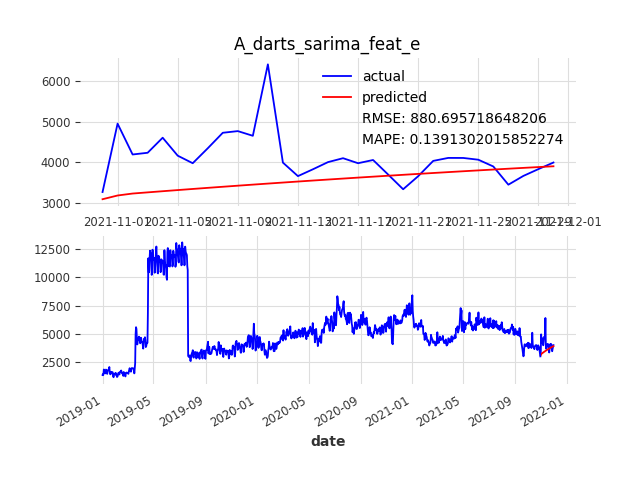 A_darts_sarima_feat_e
6000
5000
4000
3000
actual
predicted
RMSE: 880.695718648206
MAPE: 0.1391302015852274
2021-11-01 2021-11-05 2021-11-09 2021-11-13 2021-11-17 2021-11-21 2021-11-25 2021-11-29 2021-12-01
12500
10000
7500
5000
2500
2019-01 2019-05 2019-09 2020-01 2020-05 2020-09 2021-01 2021-05 2021-09 2022-01
date